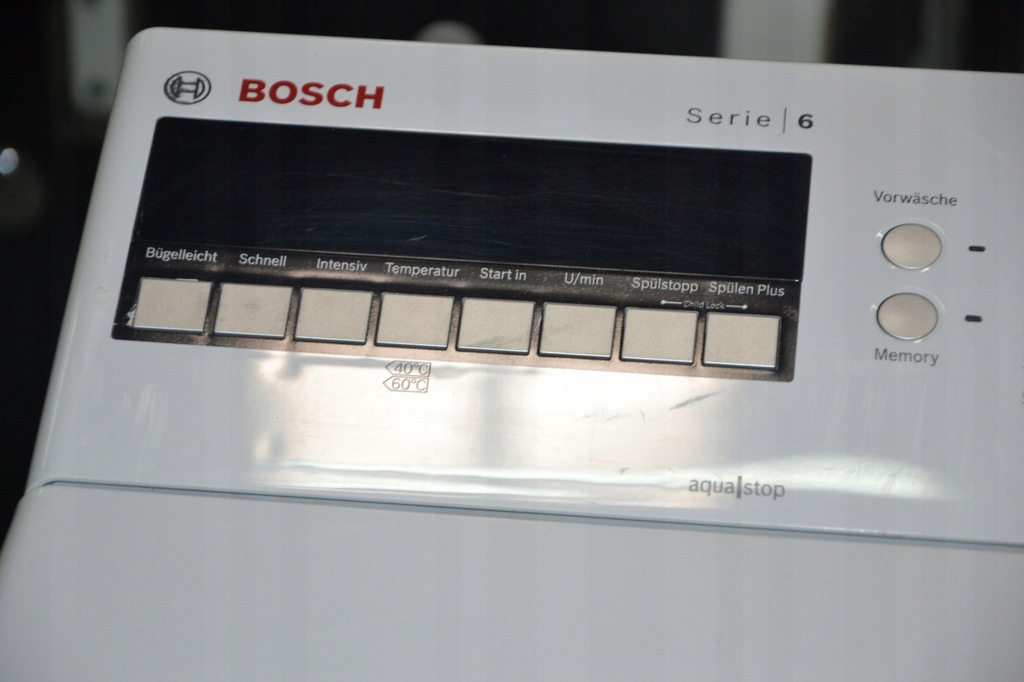 BOSCH
Serie | 6
Vorwäsche
Bügelleicht Schnell Intensiv Temperatur Start in U/min Spülstopp Spülen Plus
Child Lock
Memory
40°C
60°C
aqua|stop